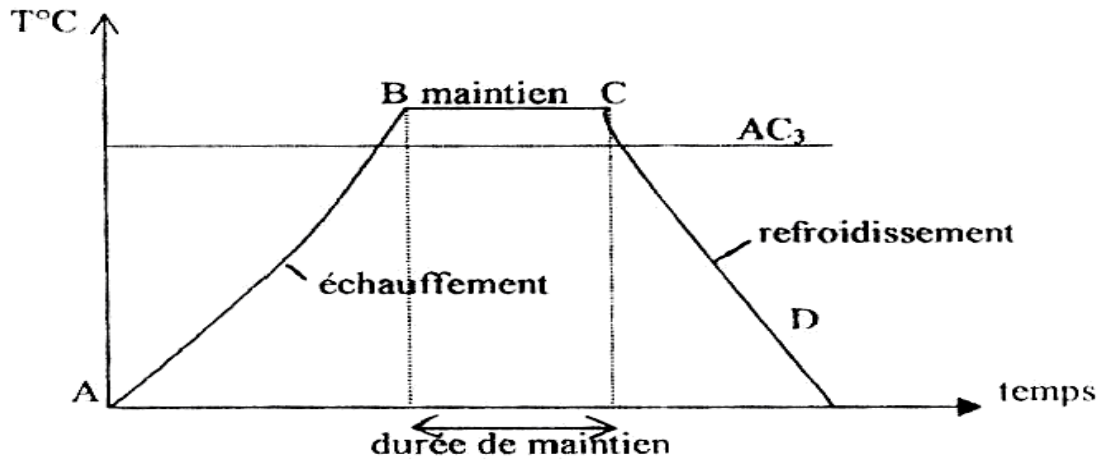 T°C
B maintien C
AC₃
refroidissement
échauffement
D
A
temps
durée de maintien